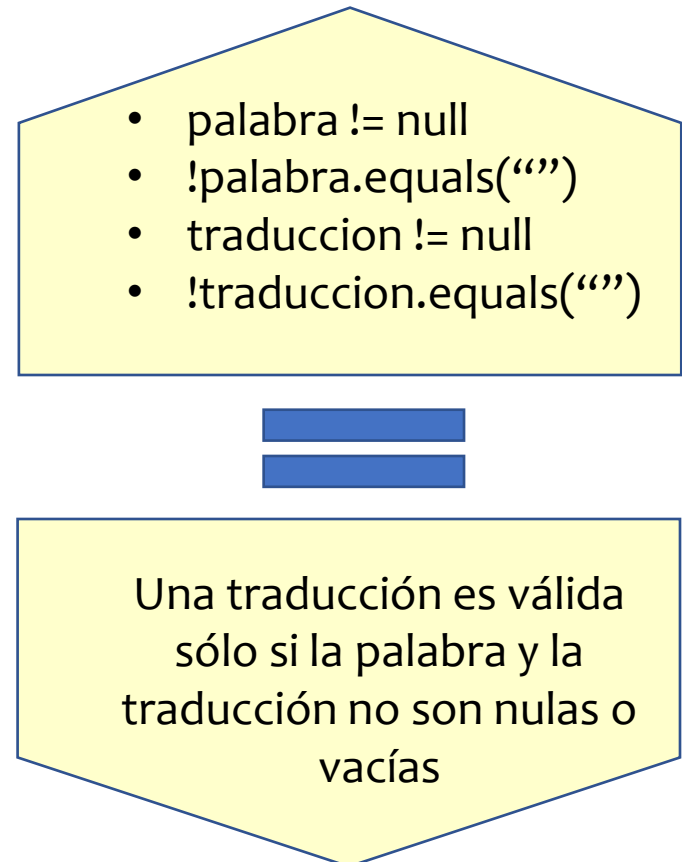 • palabra != null
• !palabra.equals(“”)
• traduccion != null
• !traduccion.equals(“”)
Una traducción es válida
sólo si la palabra y la
traducción no son nulas o
vacías